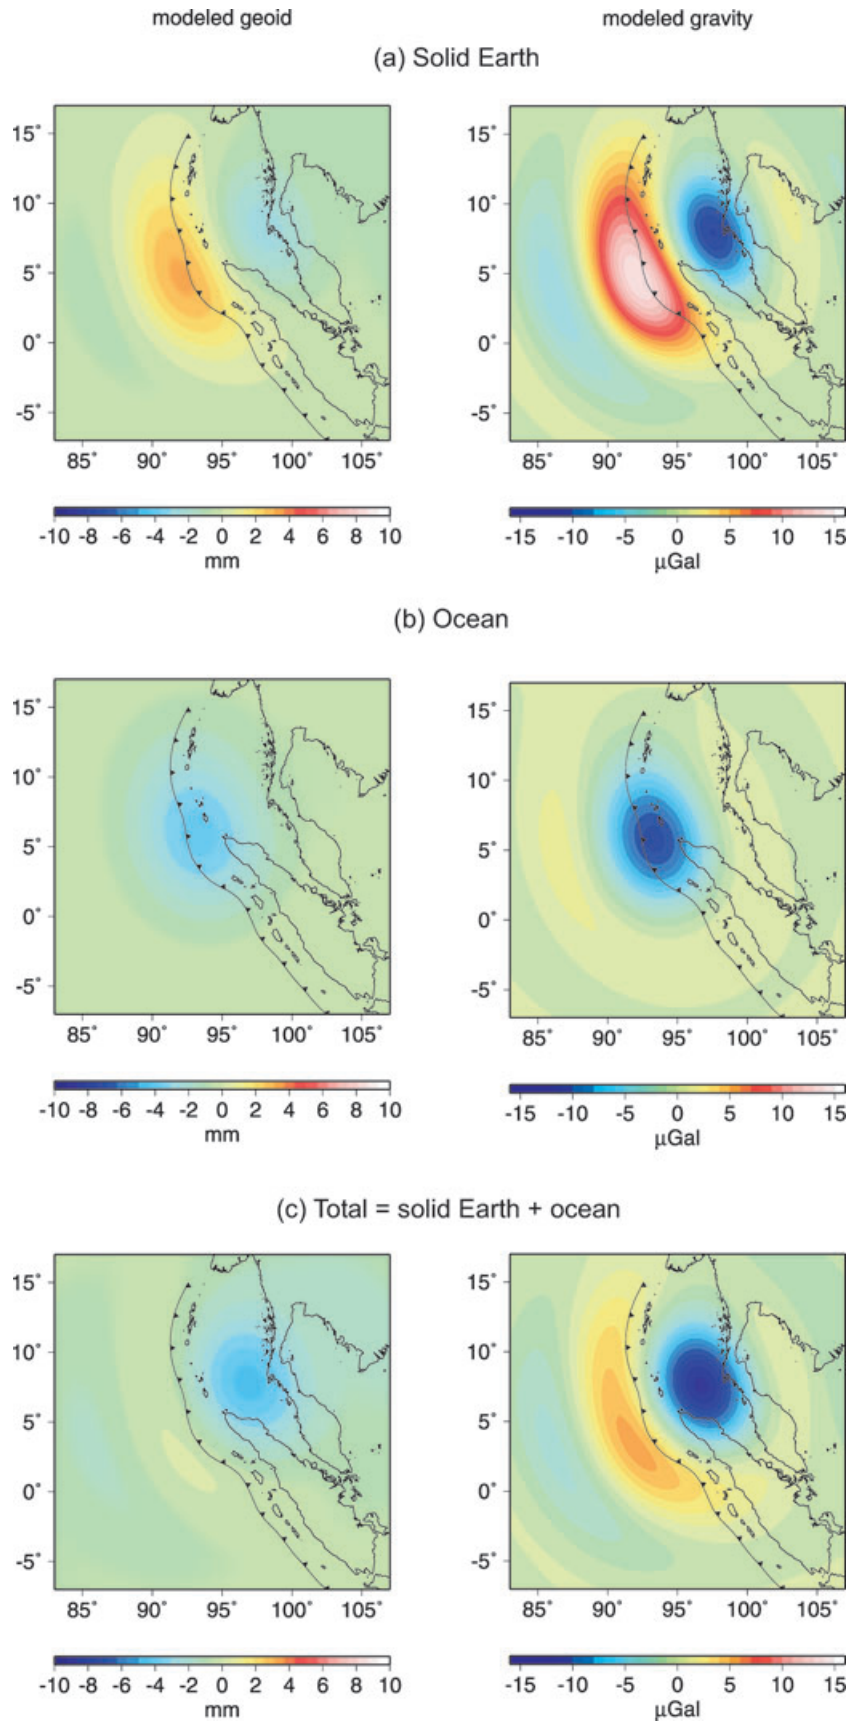 modeled geoid modeled gravity
(a) Solid Earth
15˚ 15˚
10˚ 10˚
5˚ 5˚
0˚ 0˚
-5˚ -5˚
85˚ 90˚ 95˚ 100˚ 105˚ 85˚ 90˚ 95˚ 100˚ 105˚
-10 -8 -6 -4 -2 0 2 4 6 8 10 -15 -10 -5 0 5 10 15
mm μGal
(b) Ocean
15˚ 15˚
10˚ 10˚
5˚ 5˚
0˚ 0˚
-5˚ -5˚
85˚ 90˚ 95˚ 100˚ 105˚ 85˚ 90˚ 95˚ 100˚ 105˚
-10 -8 -6 -4 -2 0 2 4 6 8 10 -15 -10 -5 0 5 10 15
mm μGal
(c) Total = solid Earth + ocean
15˚ 15˚
10˚ 10˚
5˚ 5˚
0˚ 0˚
-5˚ -5˚
85˚ 90˚ 95˚ 100˚ 105˚ 85˚ 90˚ 95˚ 100˚ 105˚
-10 -8 -6 -4 -2 0 2 4 6 8 10 -15 -10 -5 0 5 10 15
mm μGal